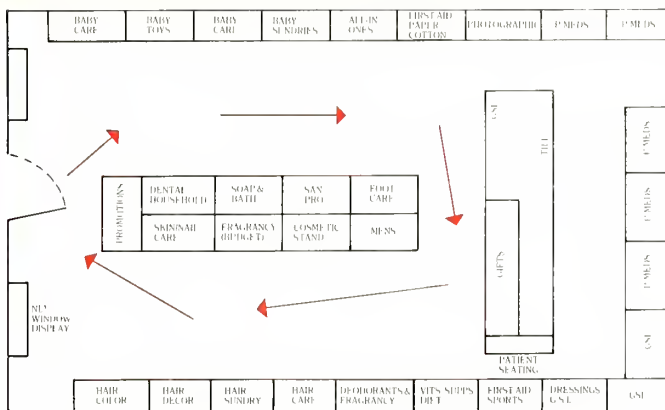 BABY CARE
BABY TOYS
BABY CARE
BABY SUNDRIES
ALL-IN ONES
FIRST AID PAPER COTTON
PHOTOGRAPHIC
P.MEDS
P.MEDS
TILL
P.MEDS
P.MEDS
P.MEDS
PROMOTIONS
DENTAL HOUSEHOLD
SOAP & BATH
SAN PRO
FOOT CARE
SKIN/NAIL CARE
FRAGRANCY (BUDGET)
COSMETIC STAND
MENS
GIFTS
WINDOW DISPLAY
PATIENT SEATING
HAIR COLOR
HAIR DECOR
HAIR SUNDRY
HAIR CARE
DEODORANTS & FRAGRANCY
VITS SUPPS DIET
FIRST AID SPORTS
DRESSINGS G.S.L.
GSL